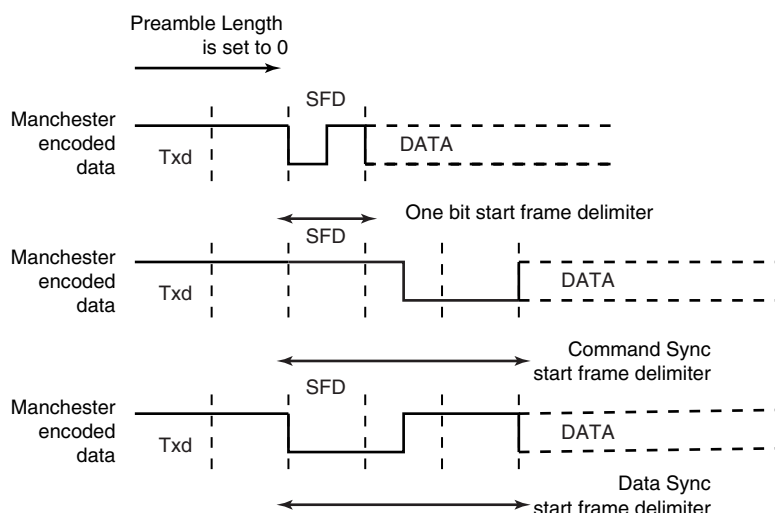 Preamble Length
is set to 0
SFD
Manchester
encoded
data
Txd
DATA
One bit start frame delimiter
SFD
Manchester
encoded
data
Txd
DATA
Command Sync
start frame delimiter
SFD
Manchester
encoded
data
Txd
DATA
Data Sync
start frame delimiter